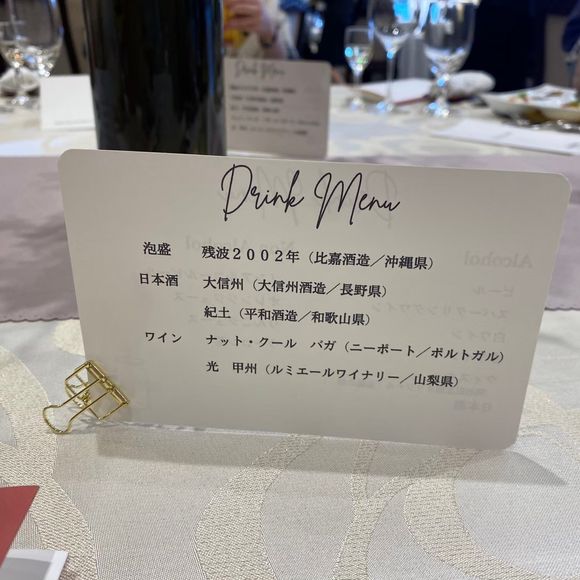 Drink Menu
Drink Menu
泡盛 残波２００２年（比嘉酒造／沖縄県）
日本酒 大信州（大信州酒造／長野県）
紀土（平和酒造／和歌山県）
ワイン ナット・クール バガ（ニーポート／ポルトガル）
光 甲州（ルミエールワイナリー／山梨県）